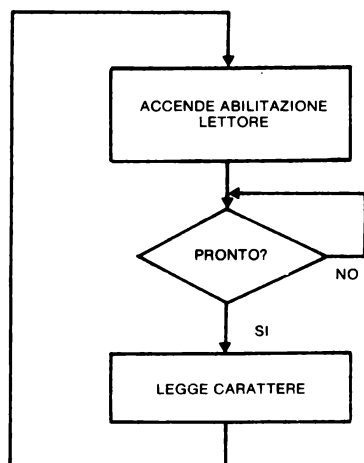 ACCENDE ABILITAZIONE
LETTORE
PRONTO?
NO
SI
LEGGE CARATTERE